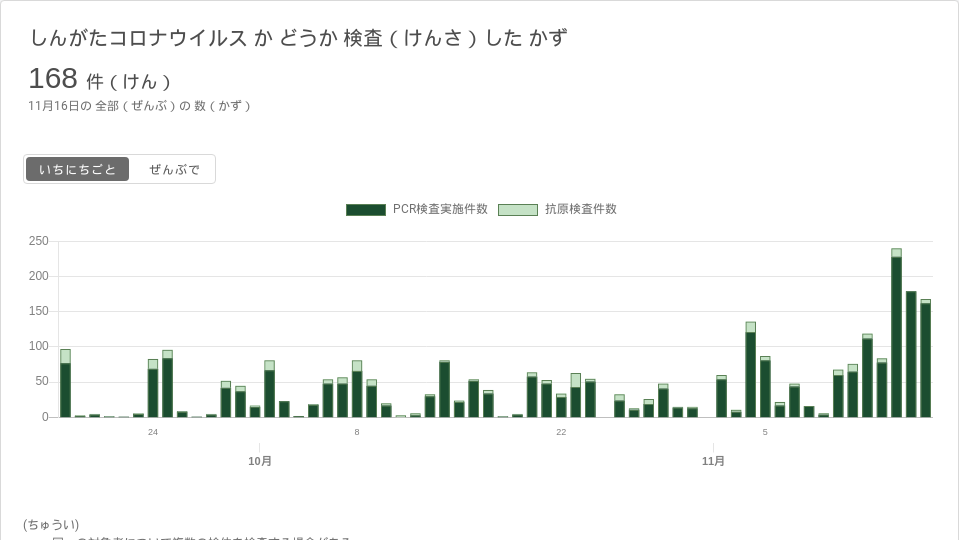 しんがたコロナウイルス か どうか 検査 ( けんさ ) した かず
168 件 ( けん )
11月16日の 全部 ( ぜんぶ ) の 数 ( かず )
いちにちごと ぜんぶで
PCR検査実施件数 抗原検査件数
250
200
150
100
50
0
24 8 22 5
10月 11月
(ちゅうい)